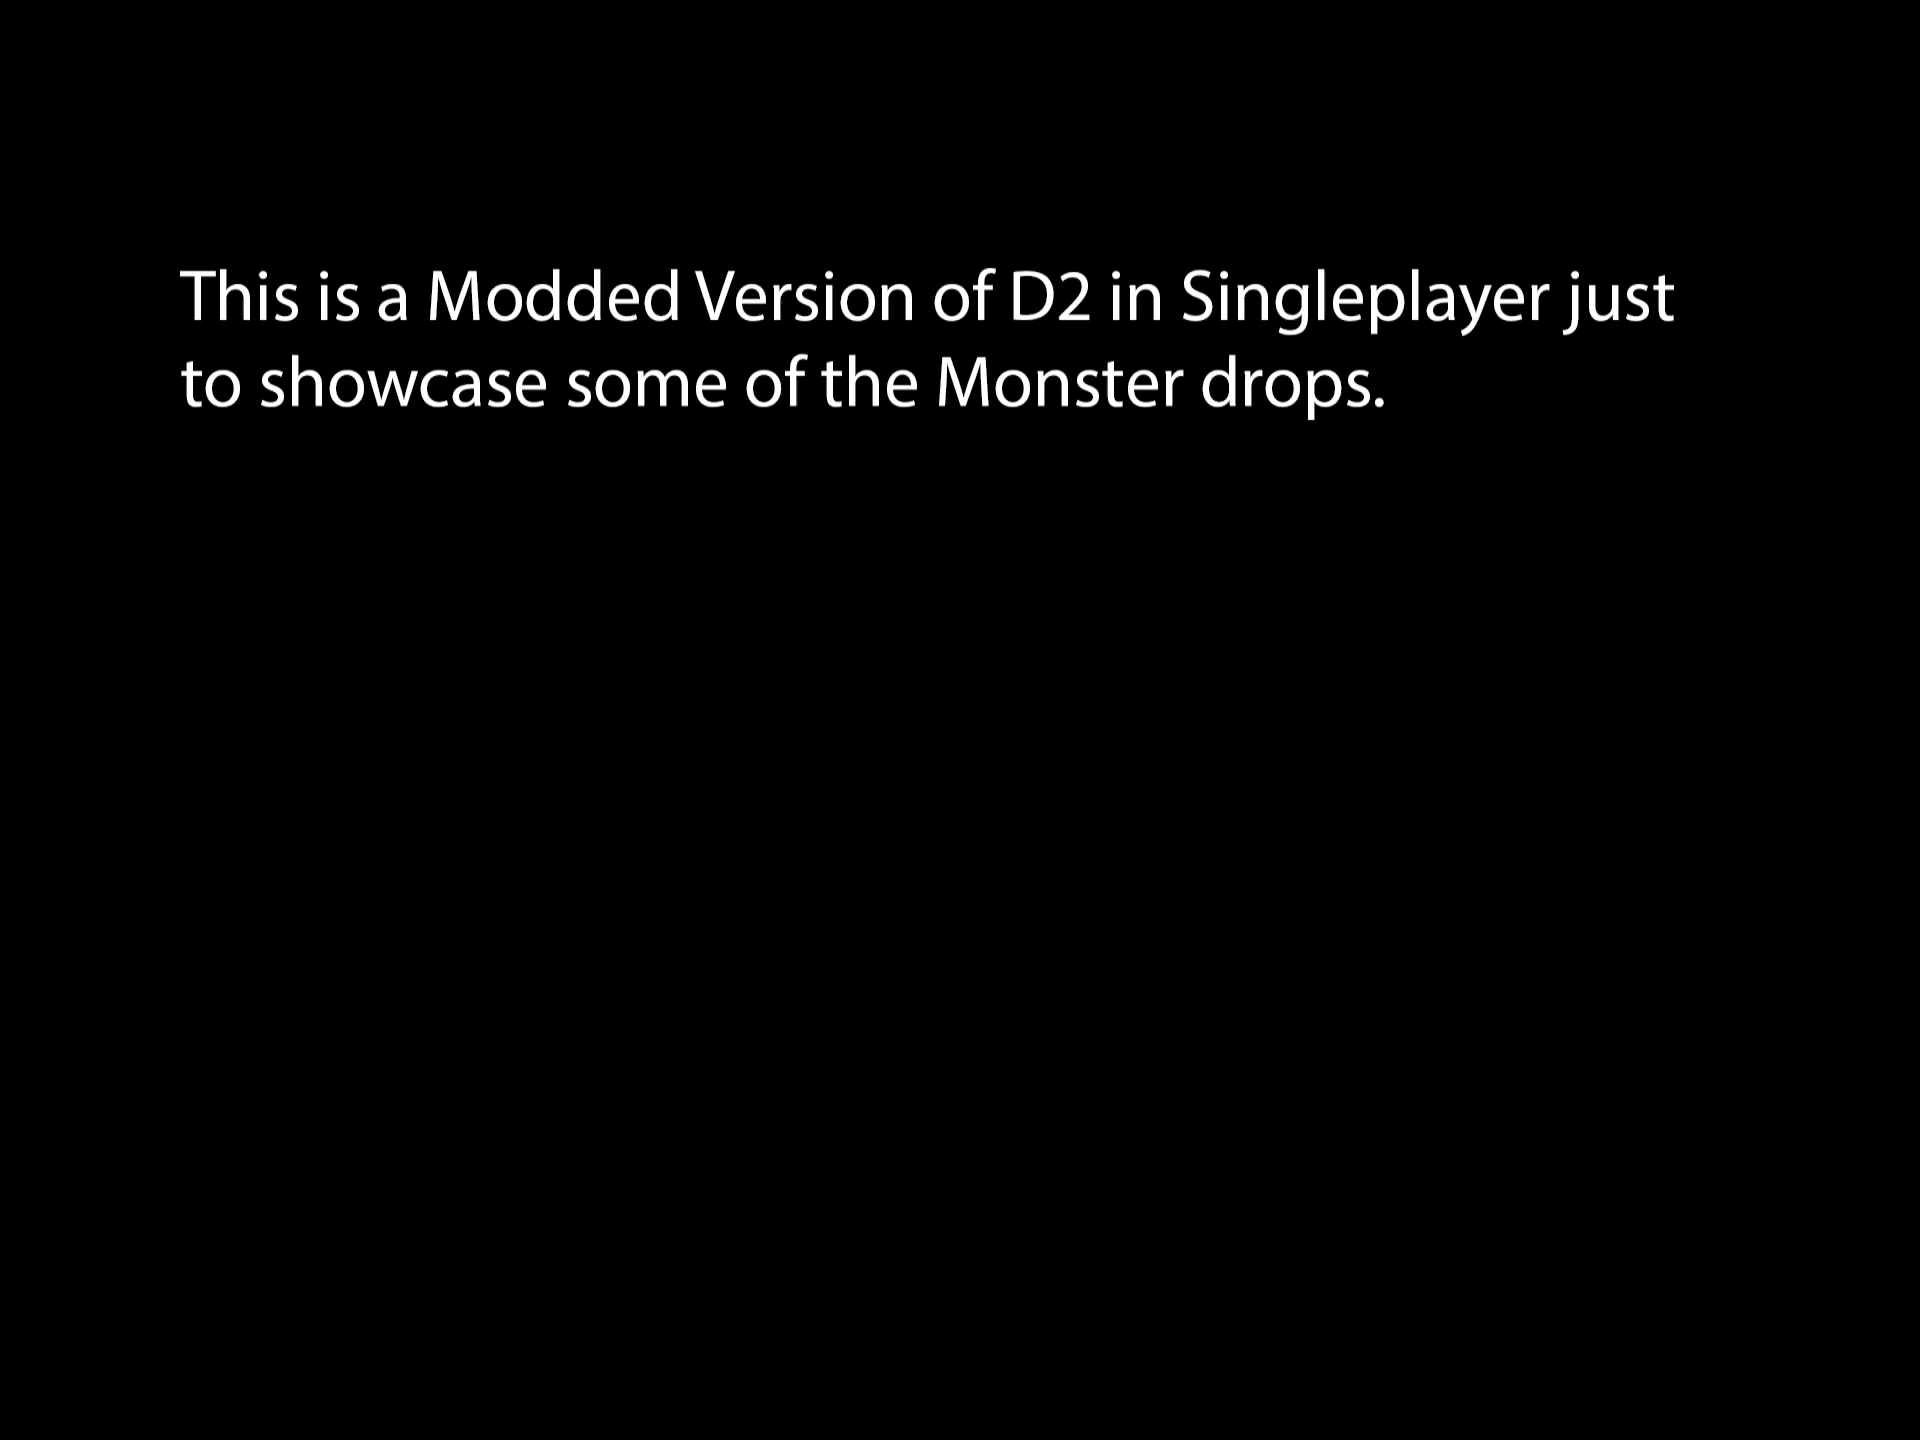 This is a Modded Version of D2 in Singleplayer just
to showcase some of the Monster drops.